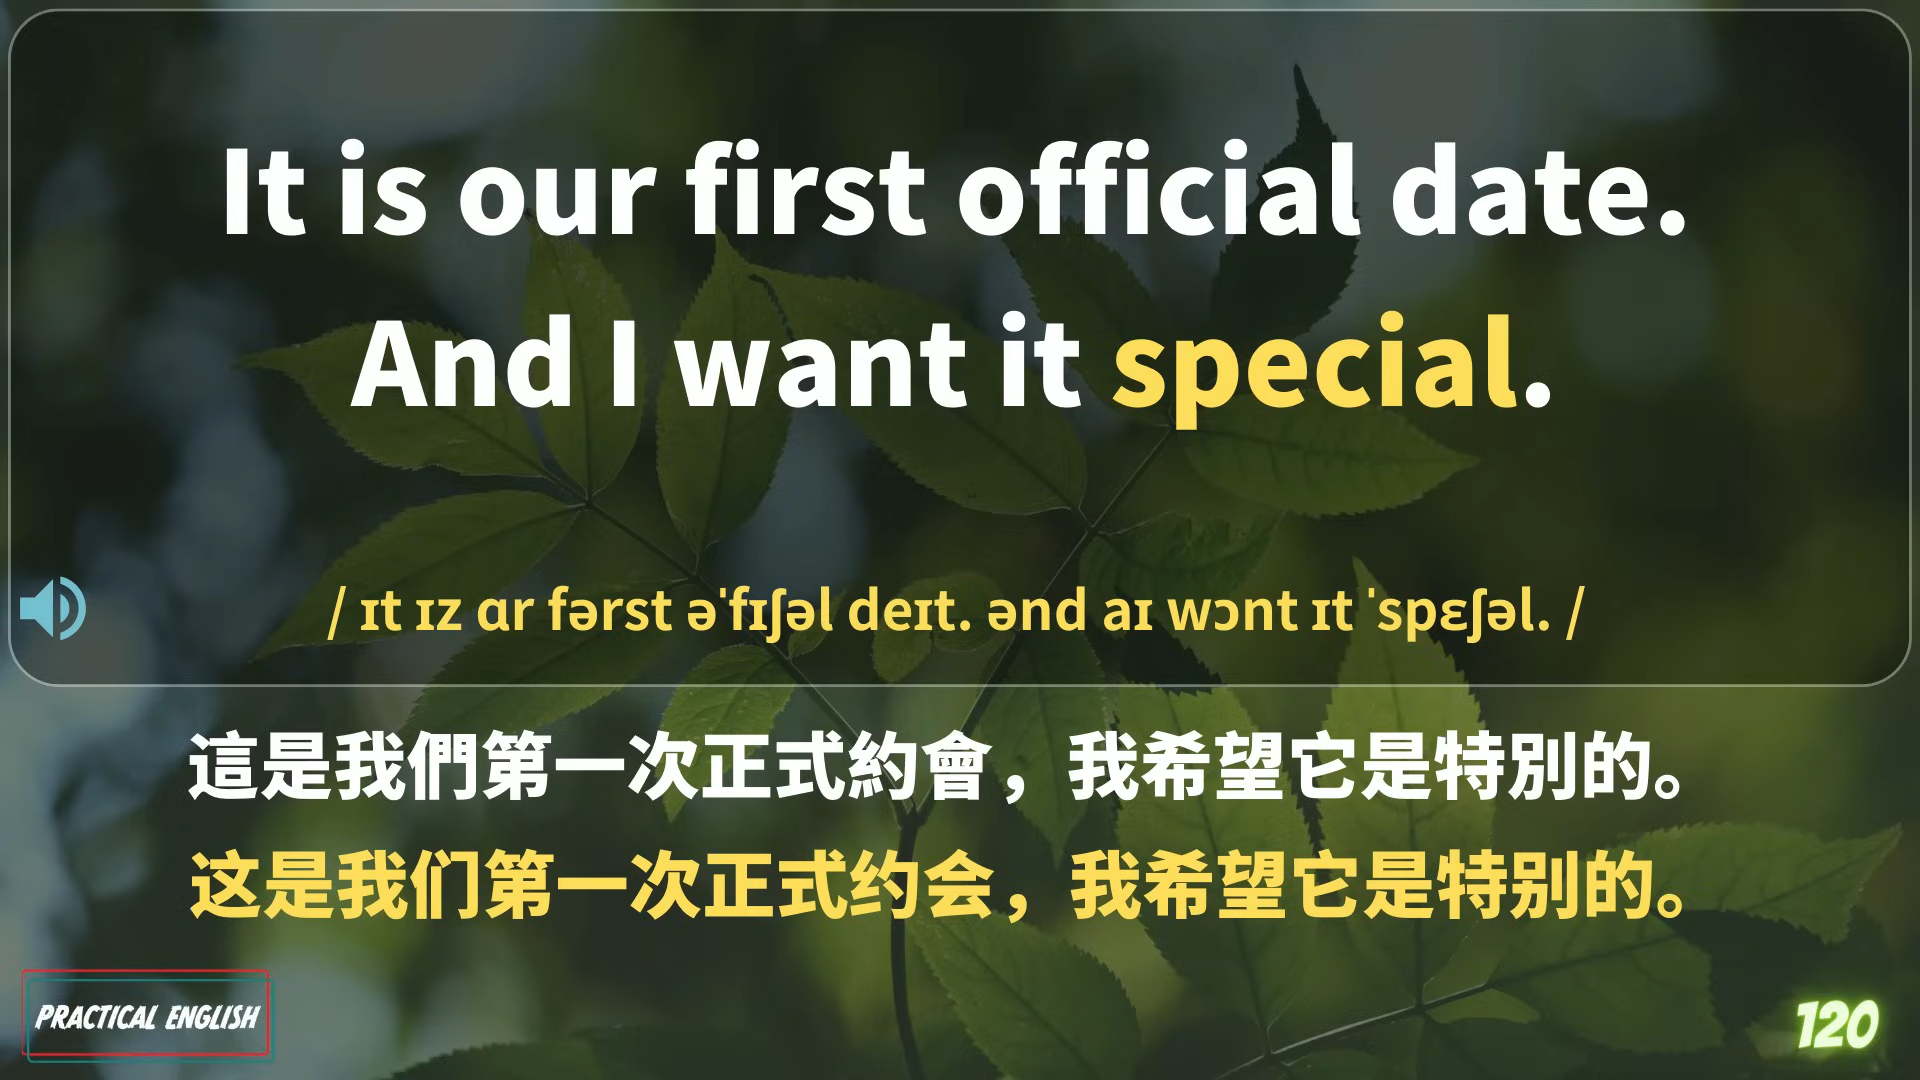 It is our first official date.
And I want it special.
/ ɪt ɪz ɑr fərst əˈfɪʃəl deɪt. ənd aɪ wɔnt ɪt ˈspɛʃəl. /
這是我們第一次正式約會，我希望它是特別的。
这是我们第一次正式约会，我希望它是特别的。
PRACTICAL ENGLISH
120